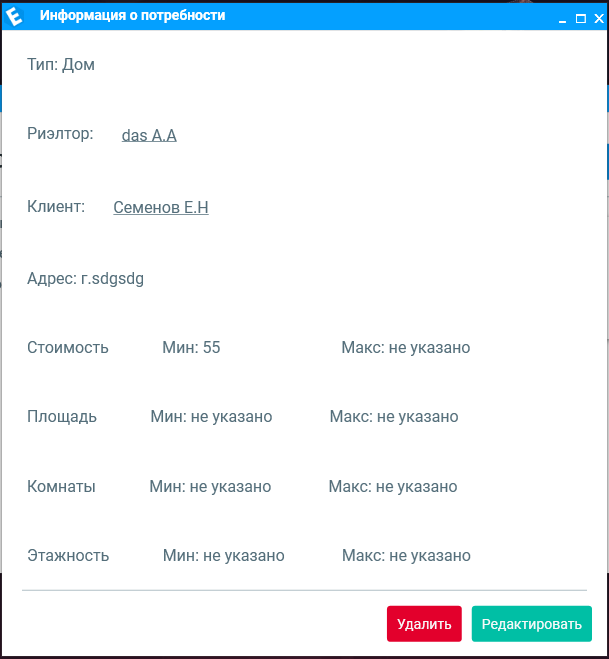 Информация о потребности
Тип: Дом
Риэлтор: das A.A
Клиент: Семенов Е.Н
Адрес: г.sdgsdg
Стоимость Мин: 55 Макс: не указано
Площадь Мин: не указано Макс: не указано
Комнаты Мин: не указано Макс: не указано
Этажность Мин: не указано Макс: не указано
Удалить Редактировать